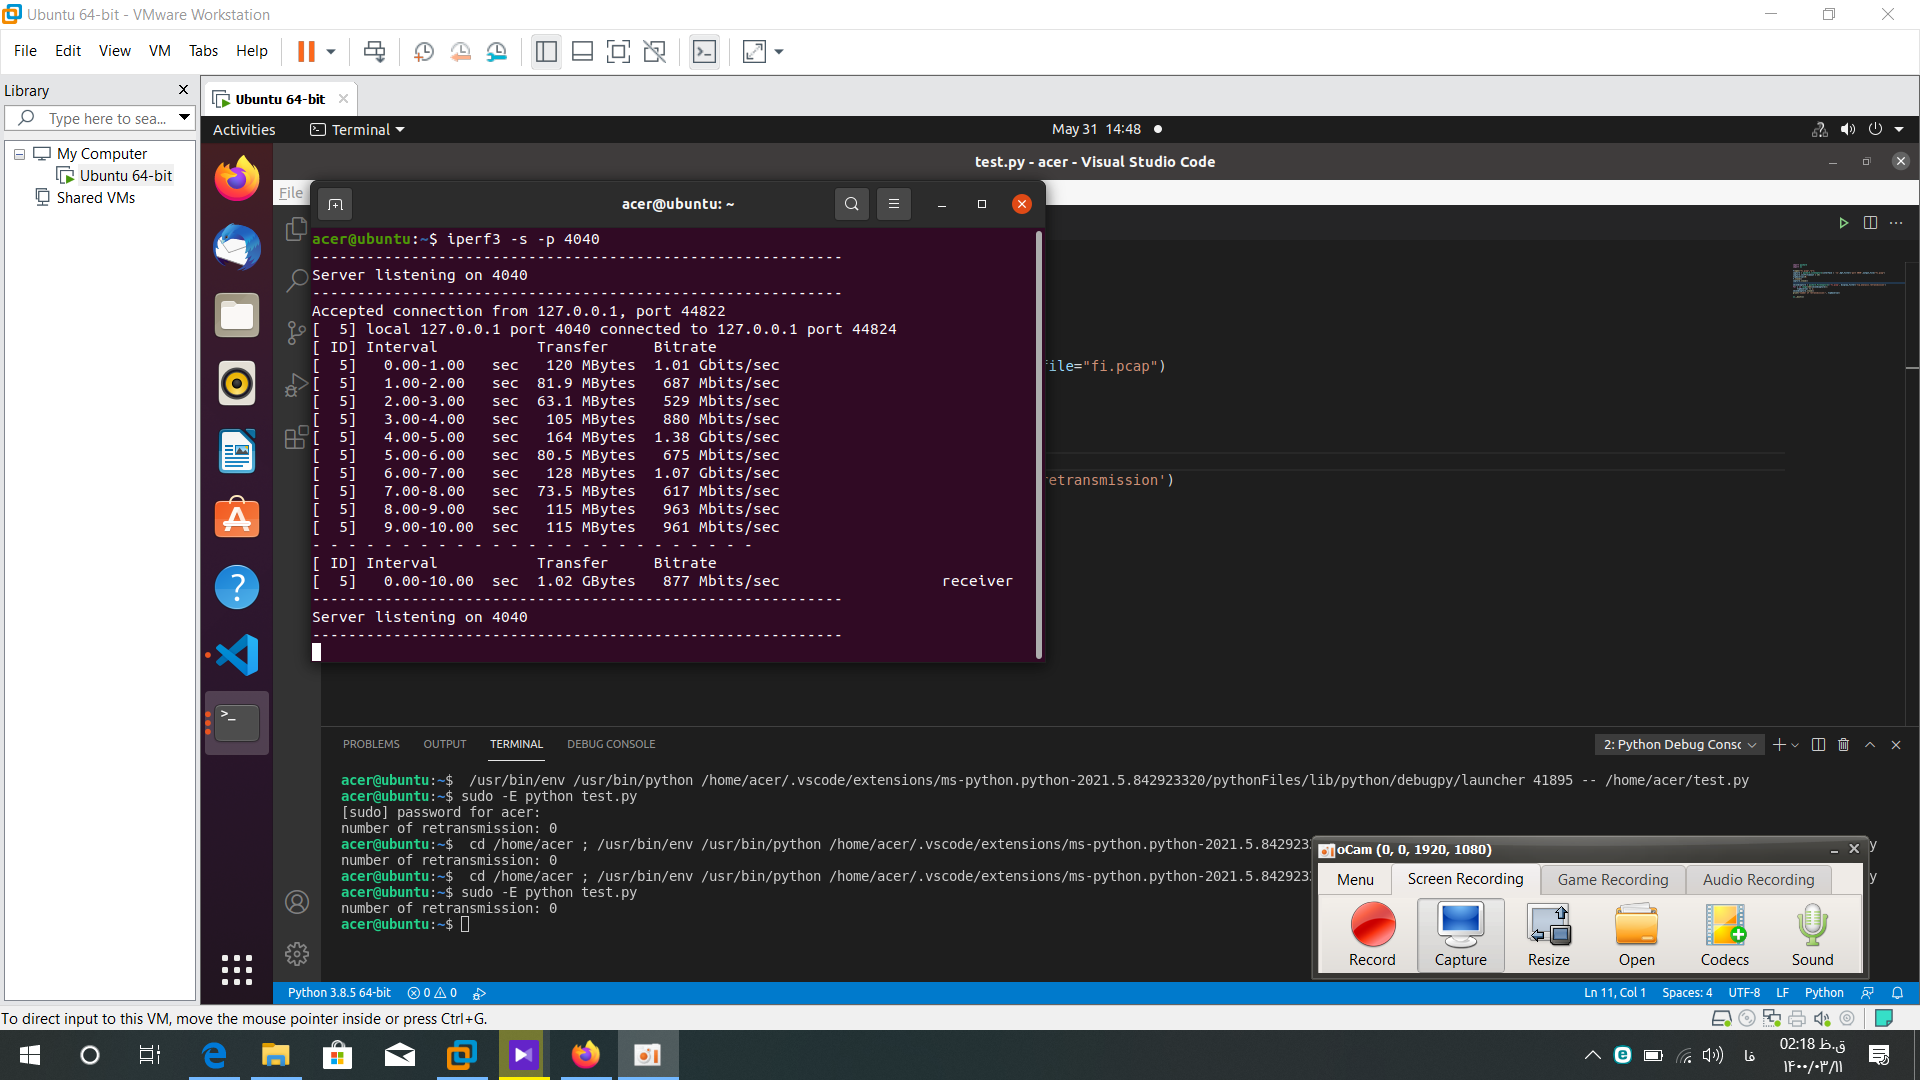 Ubuntu 64-bit - VMware Workstation
File Edit View VM Tabs Help
Library
Type here to sea...
My Computer
Ubuntu 64-bit
Shared VMs
Ubuntu 64-bit
Activities
Terminal
May 31 14:48
test.py - acer - Visual Studio Code
File
acer@ubuntu: ~
acer@ubuntu:~$ iperf3 -s -p 4040
-----------------------------------------------------------
Server listening on 4040
-----------------------------------------------------------
Accepted connection from 127.0.0.1, port 44822
[  5] local 127.0.0.1 port 4040 connected to 127.0.0.1 port 44824
[ ID] Interval           Transfer     Bitrate
[  5]   0.00-1.00   sec   120 MBytes  1.01 Gbits/sec
[  5]   1.00-2.00   sec  81.9 MBytes   687 Mbits/sec
[  5]   2.00-3.00   sec  63.1 MBytes   529 Mbits/sec
[  5]   3.00-4.00   sec   105 MBytes   880 Mbits/sec
[  5]   4.00-5.00   sec   164 MBytes  1.38 Gbits/sec
[  5]   5.00-6.00   sec  80.5 MBytes   675 Mbits/sec
[  5]   6.00-7.00   sec   128 MBytes  1.07 Gbits/sec
[  5]   7.00-8.00   sec  73.5 MBytes   617 Mbits/sec
[  5]   8.00-9.00   sec   115 MBytes   963 Mbits/sec
[  5]   9.00-10.00  sec   115 MBytes   961 Mbits/sec
- - - - - - - - - - - - - - - - - - - - - - - - -
[ ID] Interval           Transfer     Bitrate
[  5]   0.00-10.00  sec  1.02 GBytes   877 Mbits/sec                  receiver
-----------------------------------------------------------
Server listening on 4040
-----------------------------------------------------------
file="fi.pcap")
retransmission')
PROBLEMS OUTPUT TERMINAL DEBUG CONSOLE
2: Python Debug Consc
acer@ubuntu:~$  /usr/bin/env /usr/bin/python /home/acer/.vscode/extensions/ms-python.python-2021.5.842923320/pythonFiles/lib/python/debugpy/launcher 41895 -- /home/acer/test.py
acer@ubuntu:~$ sudo -E python test.py
[sudo] password for acer:
number of retransmission: 0
acer@ubuntu:~$  cd /home/acer ; /usr/bin/env /usr/bin/python /home/acer/.vscode/extensions/ms-python.python-2021.5.842923 y
number of retransmission: 0
acer@ubuntu:~$  cd /home/acer ; /usr/bin/env /usr/bin/python /home/acer/.vscode/extensions/ms-python.python-2021.5.842923 y
acer@ubuntu:~$ sudo -E python test.py
number of retransmission: 0
acer@ubuntu:~$
oCam (0, 0, 1920, 1080)
Menu Screen Recording Game Recording Audio Recording
Record Capture Resize Open Codecs Sound
Python 3.8.5 64-bit 0 0
Ln 11, Col 1 Spaces: 4 UTF-8 LF Python
To direct input to this VM, move the mouse pointer inside or press Ctrl+G.
فا
02:18 ق.ظ
۱۴۰۰/۰۳/۱۱